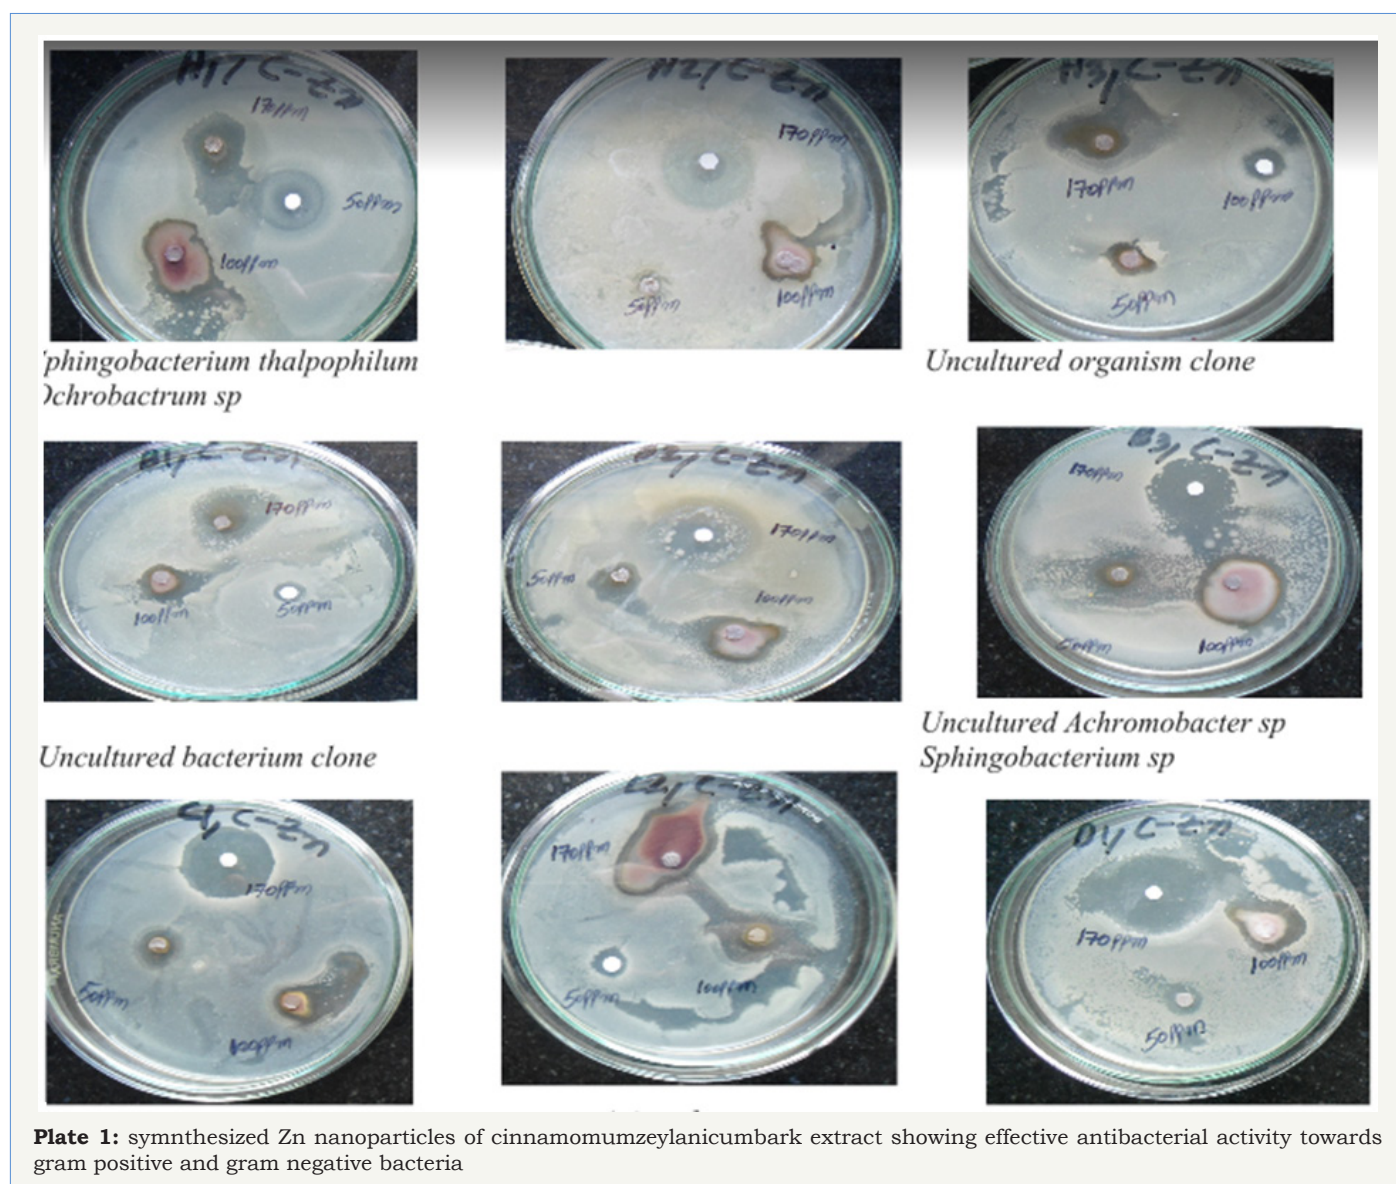 H1/ C-Zn
170ppm
50ppm
100ppm
H2/ C-Zn
170ppm
50ppm
100ppm
H3/ C-Zn
170ppm
100ppm
50ppm
phingobacterium thalpophilum
Ochrobactrum sp
Uncultured organism clone
B1/ C-Zn
170ppm
100ppm
50ppm
B2/ C-Zn
170ppm
50ppm
100ppm
B3/ C-Zn
170ppm
50ppm
100ppm
Uncultured bacterium clone
Uncultured Achromobacter sp
Sphingobacterium sp
C1/ C-Zn
170ppm
50ppm
100ppm
C-Zn
170ppm
50ppm
100ppm
D1/ C-Zn
170ppm
100ppm
50ppm
Plate 1: symnthesized Zn nanoparticles of cinnamomumzeylanicumbark extract showing effective antibacterial activity towards
gram positive and gram negative bacteria